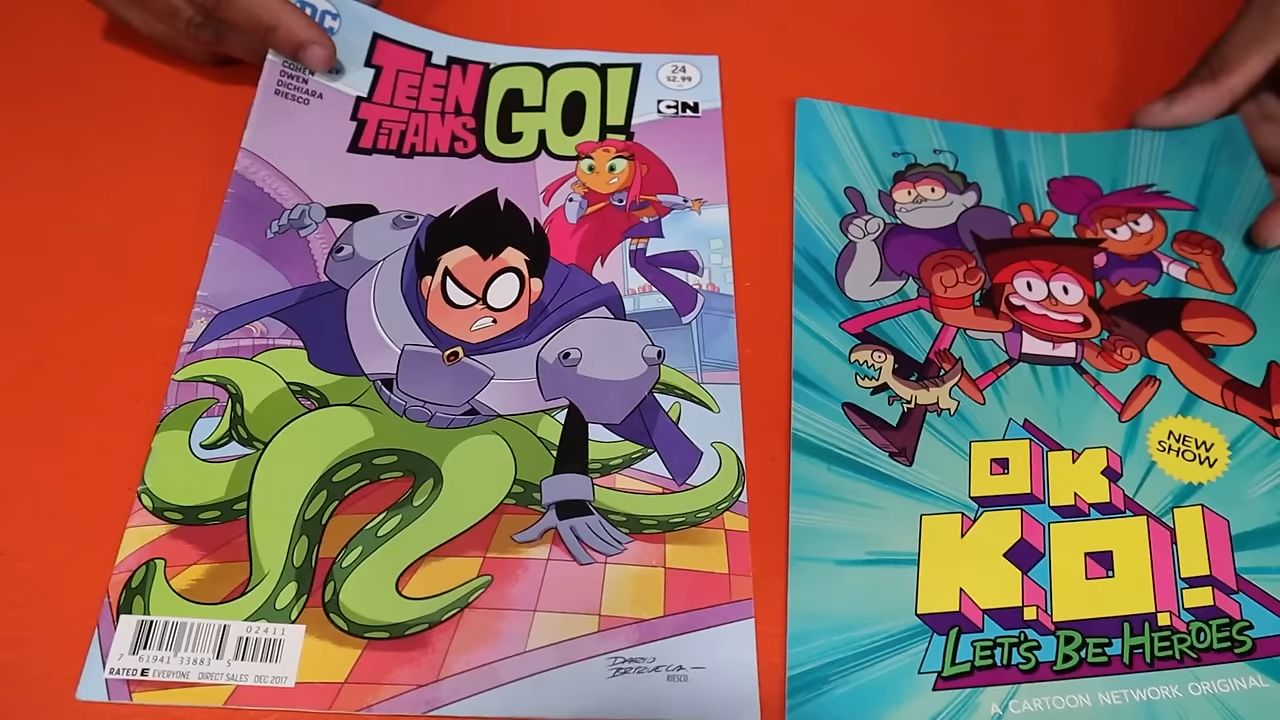 DC
COHEN
OWEN
DiCHIARA
RIESCO
TEEN
TITANS
GO!
24
$2.99
CN
02411
7 61941 33883 5
RATED E EVERYONE DIRECT SALES DEC 2017
DARIO
BRIZUELA
RIESCO
NEW
SHOW
OK
K.O.!
LET'S BE HEROES
A CARTOON NETWORK ORIGINAL